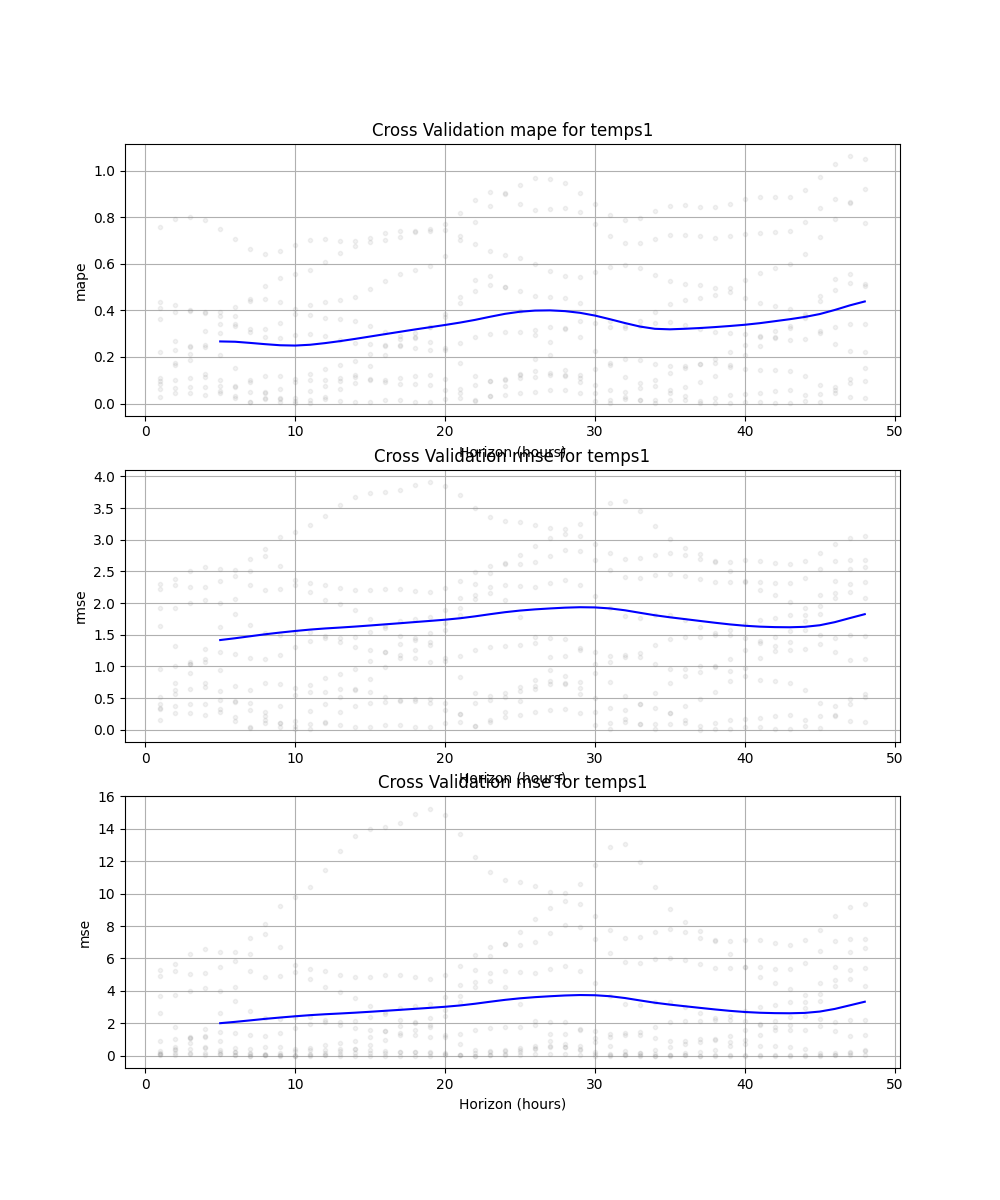 Cross Validation mape for temps1
mape
1.0
0.8
0.6
0.4
0.2
0.0
0 10 20 30 40 50
Horizon (hours)
Cross Validation rmse for temps1
rmse
4.0
3.5
3.0
2.5
2.0
1.5
1.0
0.5
0.0
0 10 20 30 40 50
Horizon (hours)
Cross Validation mse for temps1
mse
16
14
12
10
8
6
4
2
0
0 10 20 30 40 50
Horizon (hours)